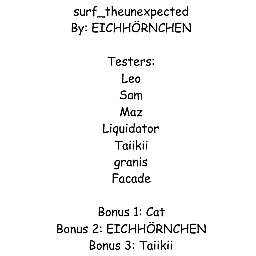 surf_theunexpected
By: EICHHÖRNCHEN
Testers:
Leo
Sam
Maz
Liquidator
Taiikii
granis
Facade
Bonus 1: Cat
Bonus 2: EICHHÖRNCHEN
Bonus 3: Taiikii